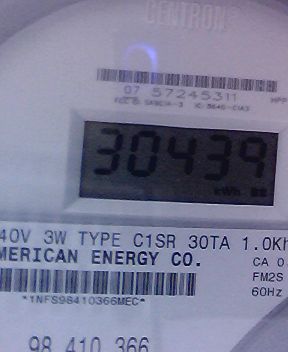 CENTRON
07 57245311
30439
kWh
40V 3W TYPE C1SR 30TA 1.0Kh
MERICAN ENERGY CO.
CA 0
FM2S
60Hz
*1NFS98410366MEC*
98 410 366